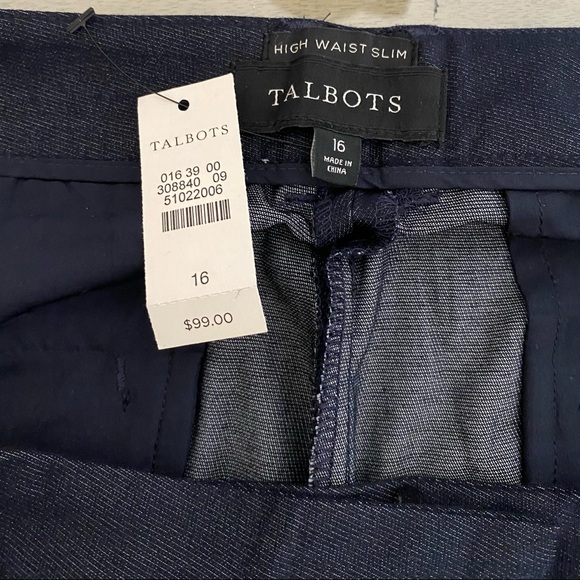 HIGH WAIST SLIM
TALBOTS
16
MADE IN
CHINA
TALBOTS
016 39 00
308840 09
51022006
16
$99.00